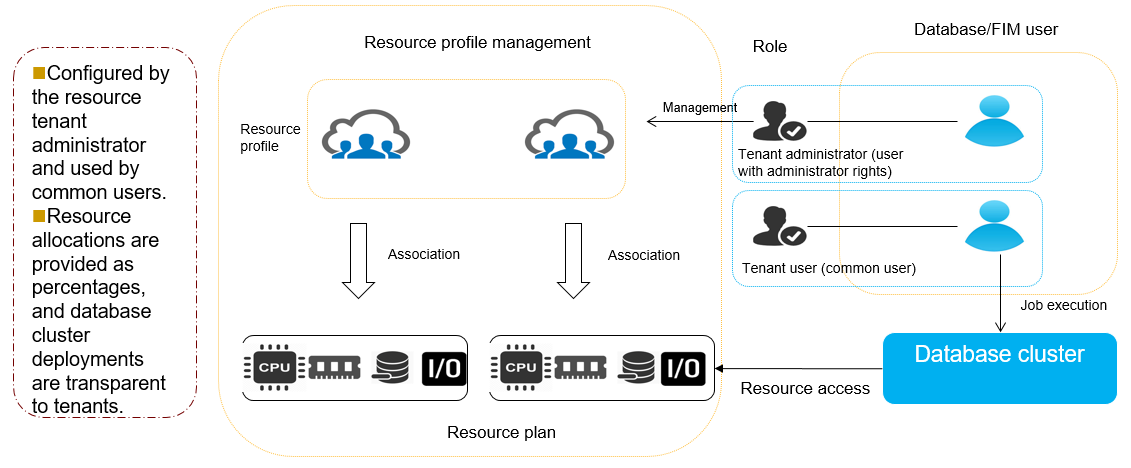 ■Configured by
the resource
tenant
administrator
and used by
common users.
■Resource
allocations are
provided as
percentages,
and database
cluster
deployments
are transparent
to tenants.
Resource profile management
Resource
profile
Association
Association
CPU
I/O
CPU
I/O
Resource plan
Role
Database/FIM user
Management
Tenant administrator (user
with administrator rights)
Tenant user (common user)
Job execution
Database cluster
Resource access